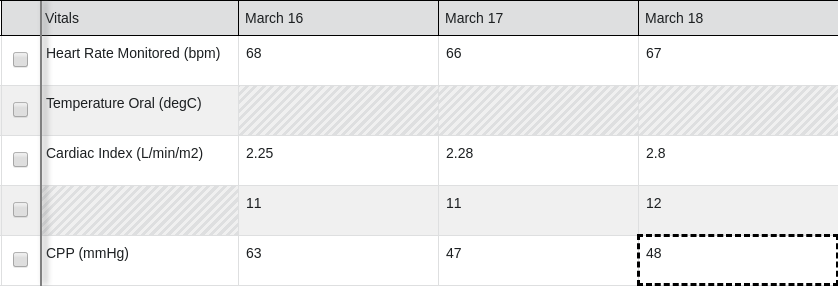 Vitals March 16 March 17 March 18
Heart Rate Monitored (bpm) 68 66 67
Temperature Oral (degC)
Cardiac Index (L/min/m2) 2.25 2.28 2.8
11 11 12
CPP (mmHg) 63 47 48